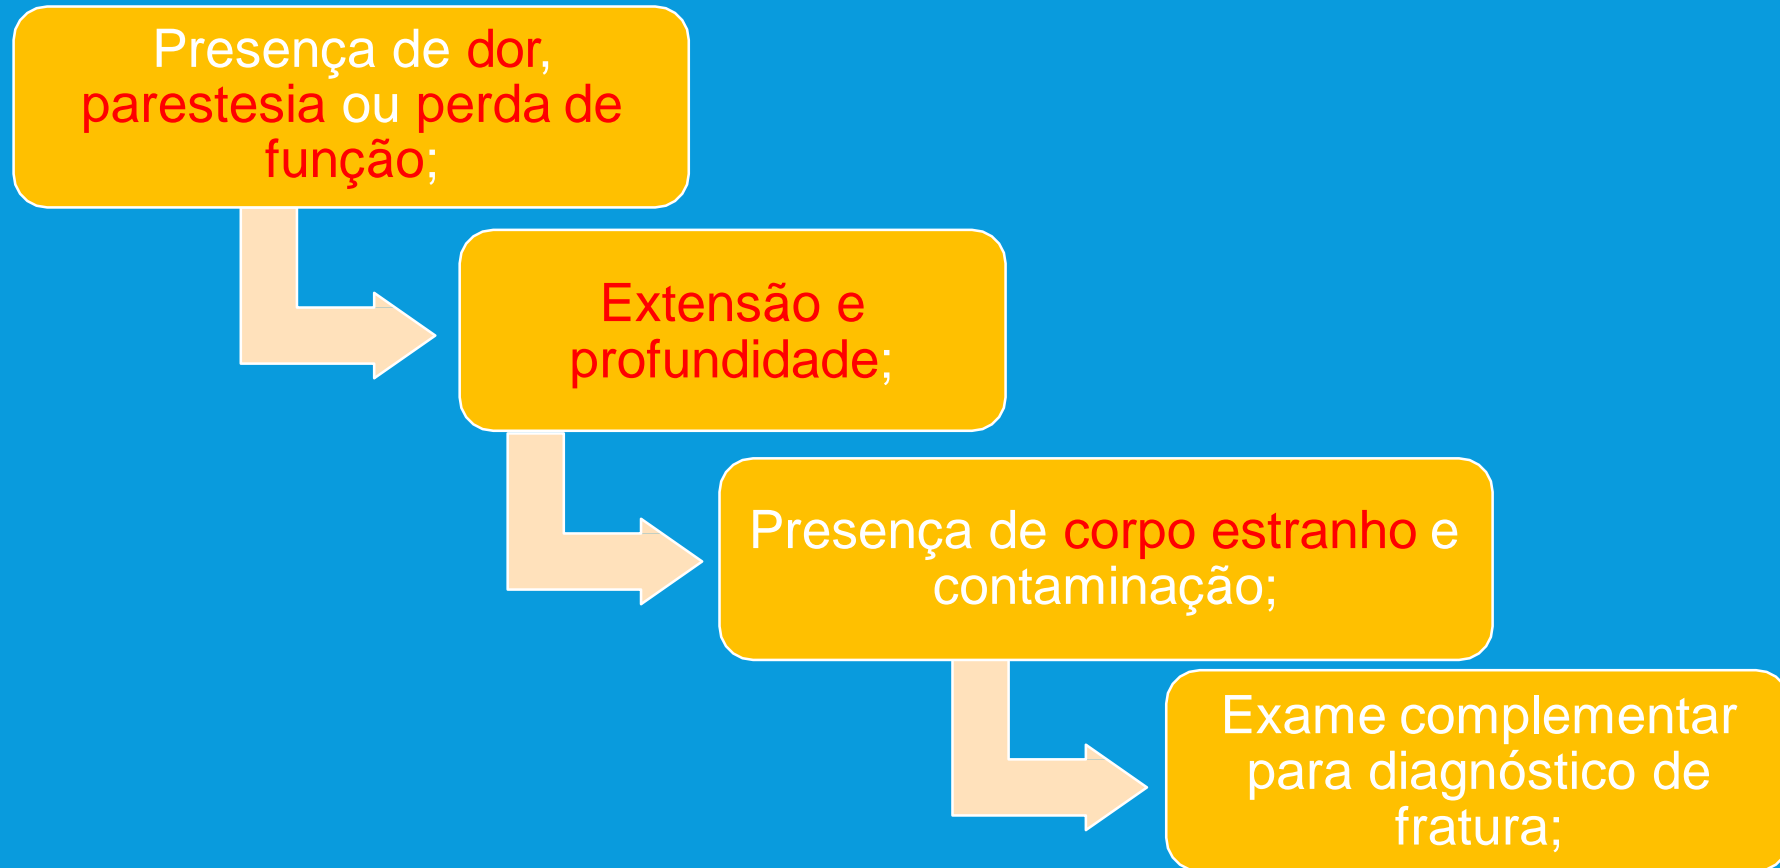 Presença de dor,
parestesia ou perda de
função;
Extensão e
profundidade;
Presença de corpo estranho e
contaminação;
Exame complementar
para diagnóstico de
fratura;